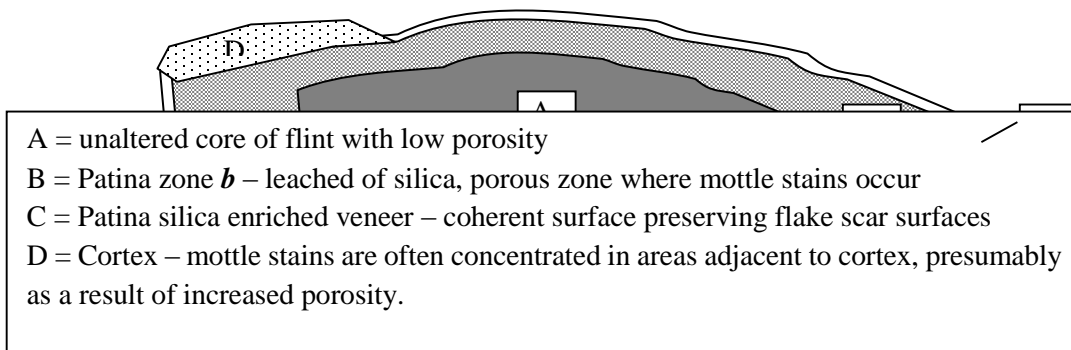 D
A
A = unaltered core of flint with low porosity
B = Patina zone b – leached of silica, porous zone where mottle stains occur
C = Patina silica enriched veneer – coherent surface preserving flake scar surfaces
D = Cortex – mottle stains are often concentrated in areas adjacent to cortex, presumably
as a result of increased porosity.